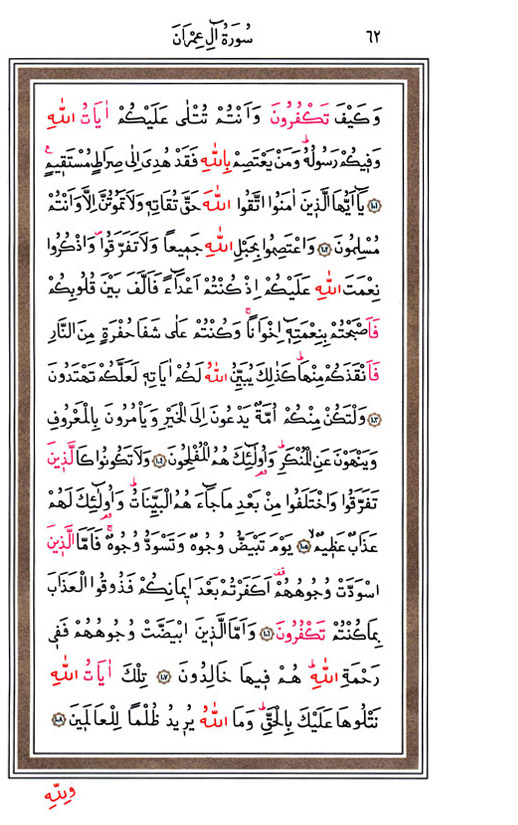 ٦٢
سُورَةُ اٰلِ عِمْرَانَ
وَكَيْفَ تَكْفُرُونَ وَاَنْتُمْ تُتْلٰى عَلَيْكُمْ اٰيَاتُ اللّٰهِ
وَفٖيكُمْ رَسُولُهُؕ وَمَنْ يَعْتَصِمْ بِاللّٰهِ فَقَدْ هُدِىَ اِلٰى صِرَاطٍ مُسْتَقٖيمٍۚ
﴿١٠١﴾ يَٓا اَيُّهَا الَّذٖينَ اٰمَنُوا اتَّقُوا اللّٰهَ حَقَّ تُقَاتِهٖ وَلَا تَمُوتُنَّ اِلَّا وَاَنْتُمْ
مُسْلِمُونَ ﴿١٠٢﴾ وَاعْتَصِمُوا بِحَبْلِ اللّٰهِ جَمٖيعًا وَلَا تَفَرَّقُواࣕ وَاذْكُرُوا
نِعْمَتَ اللّٰهِ عَلَيْكُمْ اِذْ كُنْتُمْ اَعْدَٓاءً فَاَلَّفَ بَيْنَ قُلُوبِكُمْ
فَاَصْبَحْتُمْ بِنِعْمَتِهٖٓ اِخْوَانًاۚ وَكُنْتُمْ عَلٰى شَفَا حُفْرَةٍ مِنَ النَّارِ
فَاَنْقَذَكُمْ مِنْهَاؕ كَذٰلِكَ يُبَيِّنُ اللّٰهُ لَكُمْ اٰيَاتِهٖ لَعَلَّكُمْ تَهْتَدُونَ
﴿١٠٣﴾ وَلْتَكُنْ مِنْكُمْ اُمَّةٌ يَدْعُونَ اِلَى الْخَيْرِ وَيَأْمُرُونَ بِالْمَعْرُوفِ
وَيَنْهَوْنَ عَنِ الْمُنْكَرِؕ وَاُو۬لٰٓئِكَ هُمُ الْمُفْلِحُونَ ﴿١٠٤﴾ وَلَا تَكُونُوا كَالَّذٖينَ
تَفَرَّقُوا وَاخْتَلَفُوا مِنْ بَعْدِ مَا جَٓاءَهُمُ الْبَيِّنَاتُؕ وَاُو۬لٰٓئِكَ لَهُمْ
عَذَابٌ عَظٖيمٌۙ ﴿١٠٥﴾ يَوْمَ تَبْيَضُّ وُجُوهٌ وَتَسْوَدُّ وُجُوهٌۚ فَاَمَّا الَّذٖينَ
اسْوَدَّتْ وُجُوهُهُمْࣞ اَكَفَرْتُمْ بَعْدَ اٖيمَانِكُمْ فَذُوقُوا الْعَذَابَ
بِمَا كُنْتُمْ تَكْفُرُونَ ﴿١٠٦﴾ وَاَمَّا الَّذٖينَ ابْيَضَّتْ وُجُوهُهُمْ فَفٖى
رَحْمَةِ اللّٰهِؕ هُمْ فٖيهَا خَالِدُونَ ﴿١٠٧﴾ تِلْكَ اٰيَاتُ اللّٰهِ
نَتْلُوهَا عَلَيْكَ بِالْحَقِّؕ وَمَا اللّٰهُ يُرٖيدُ ظُلْمًا لِلْعَالَمٖينَ ﴿١٠٨﴾
وَلِلّٰهِ